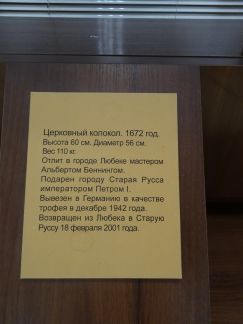 Церковный колокол. 1672 год.
Высота 60 см. Диаметр 56 см.
Вес 110 кг.
Отлит в городе Любеке мастером
Альбертом Беннингом.
Подарен городу Старая Русса
императором Петром I.
Вывезен в Германию в качестве
трофея в декабре 1942 года.
Возвращен из Любека в Старую
Руссу 18 февраля 2001 года.